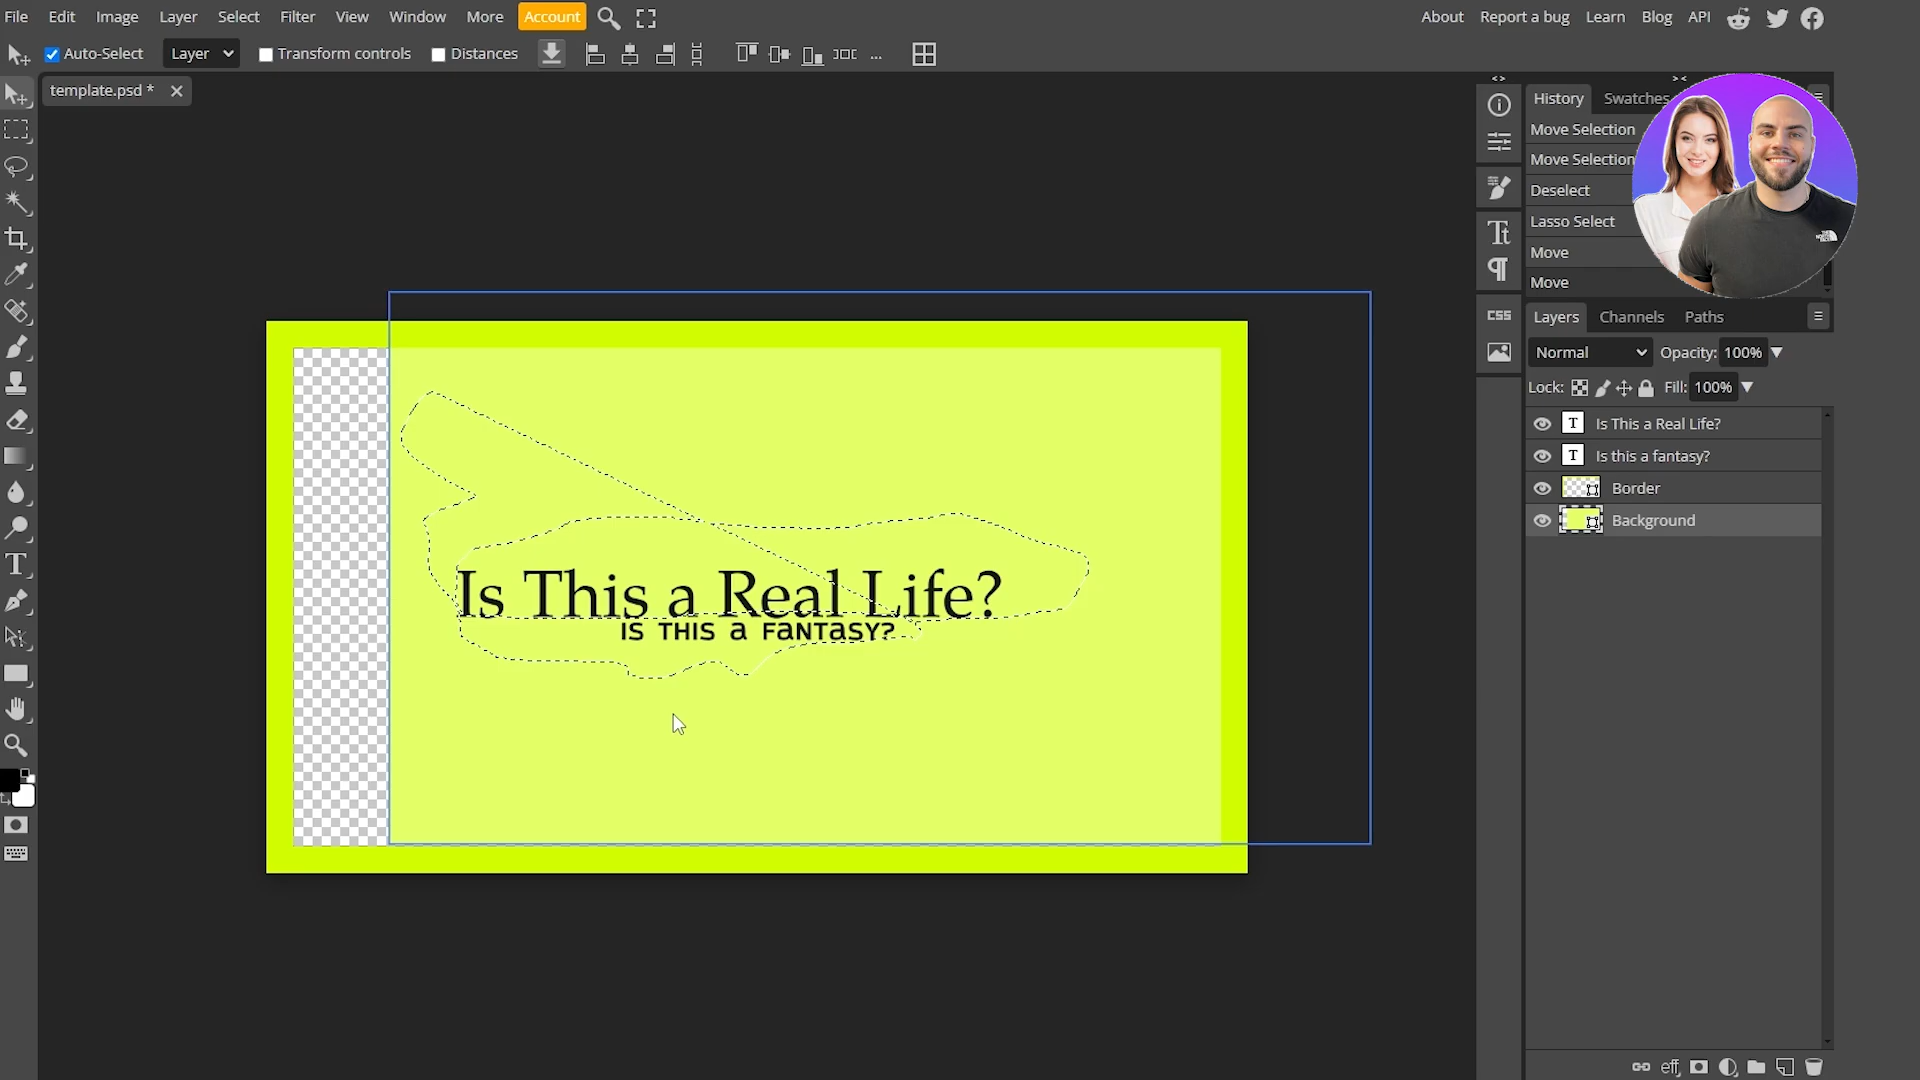 File Edit Image Layer Select Filter View Window More Account About Report a bug Learn Blog API
Auto-Select Layer Transform controls Distances ...
template.psd * 
History Swatches
Move Selection
Move Selection
Deselect
Lasso Select
Move
Move
CSS
Layers Channels Paths
Normal Opacity: 100%
Lock: Fill: 100%
T Is This a Real Life?
T Is this a fantasy?
Border
Background
Is This a Real Life?
Is this a fantasy?
eff